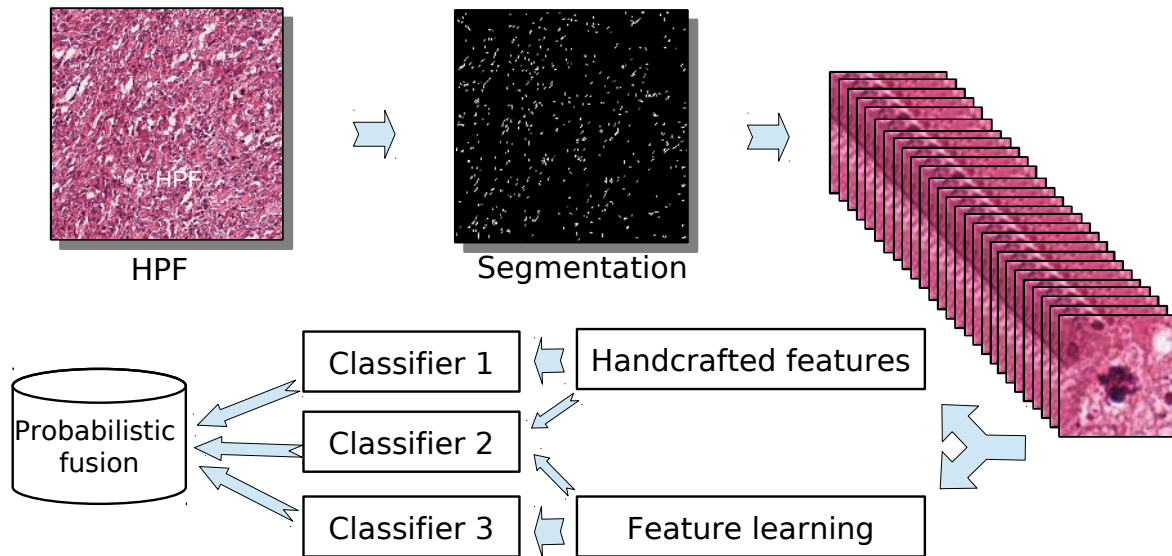 HPF
HPF
Segmentation
Classifier 1
Handcrafted features
Probabilistic
fusion
Classifier 2
Classifier 3
Feature learning